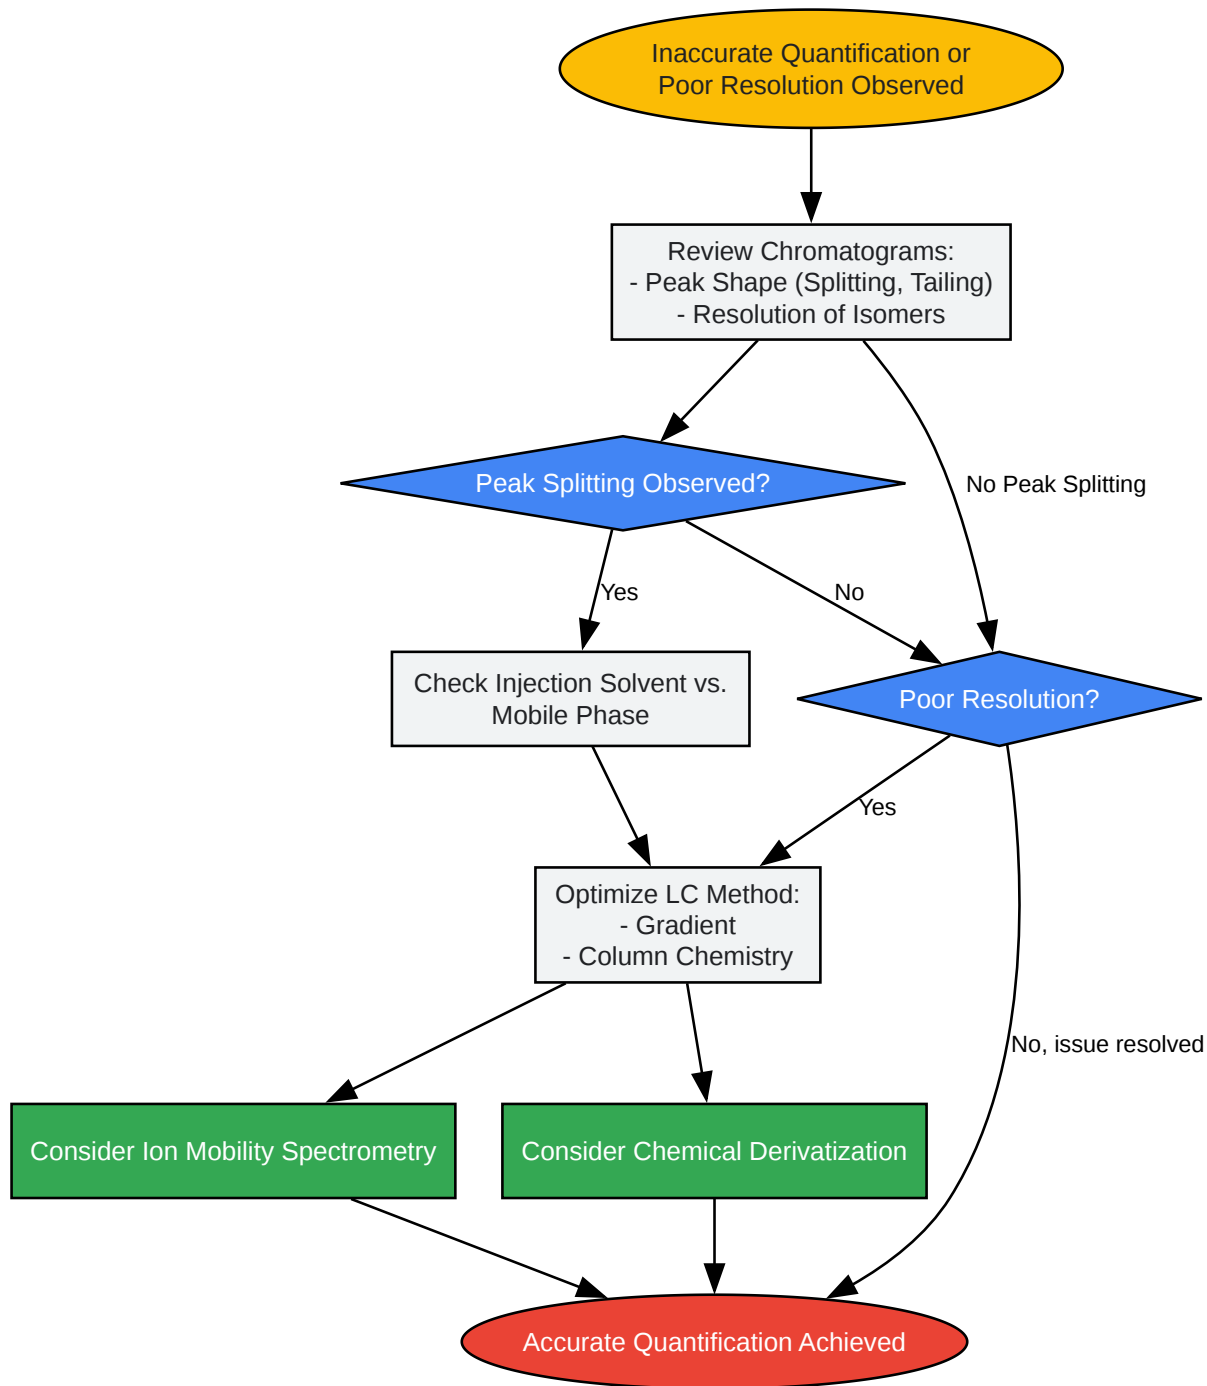 Inaccurate Quantification or
Poor Resolution Observed
Review Chromatograms:
- Peak Shape (Splitting, Tailing)
- Resolution of Isomers
Peak Splitting Observed?
No Peak Splitting
Yes
No
Check Injection Solvent vs.
Mobile Phase
Poor Resolution?
Yes
Optimize LC Method:
- Gradient
- Column Chemistry
No, issue resolved
Consider Ion Mobility Spectrometry
Consider Chemical Derivatization
Accurate Quantification Achieved